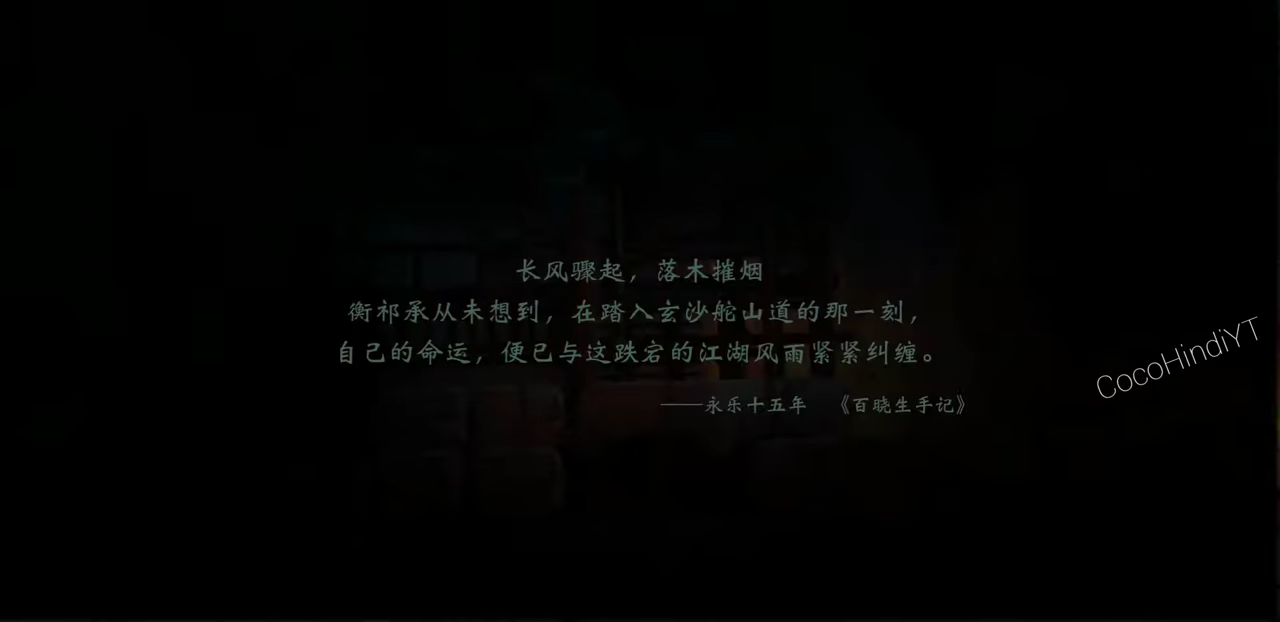 长风骤起，落木摧烟
衡祁承从未想到，在踏入玄沙舵山道的那一刻，
自己的命运，便已与这跌宕的江湖风雨紧紧纠缠。
——永乐十五年　《百晓生手记》
CocoHindiYT